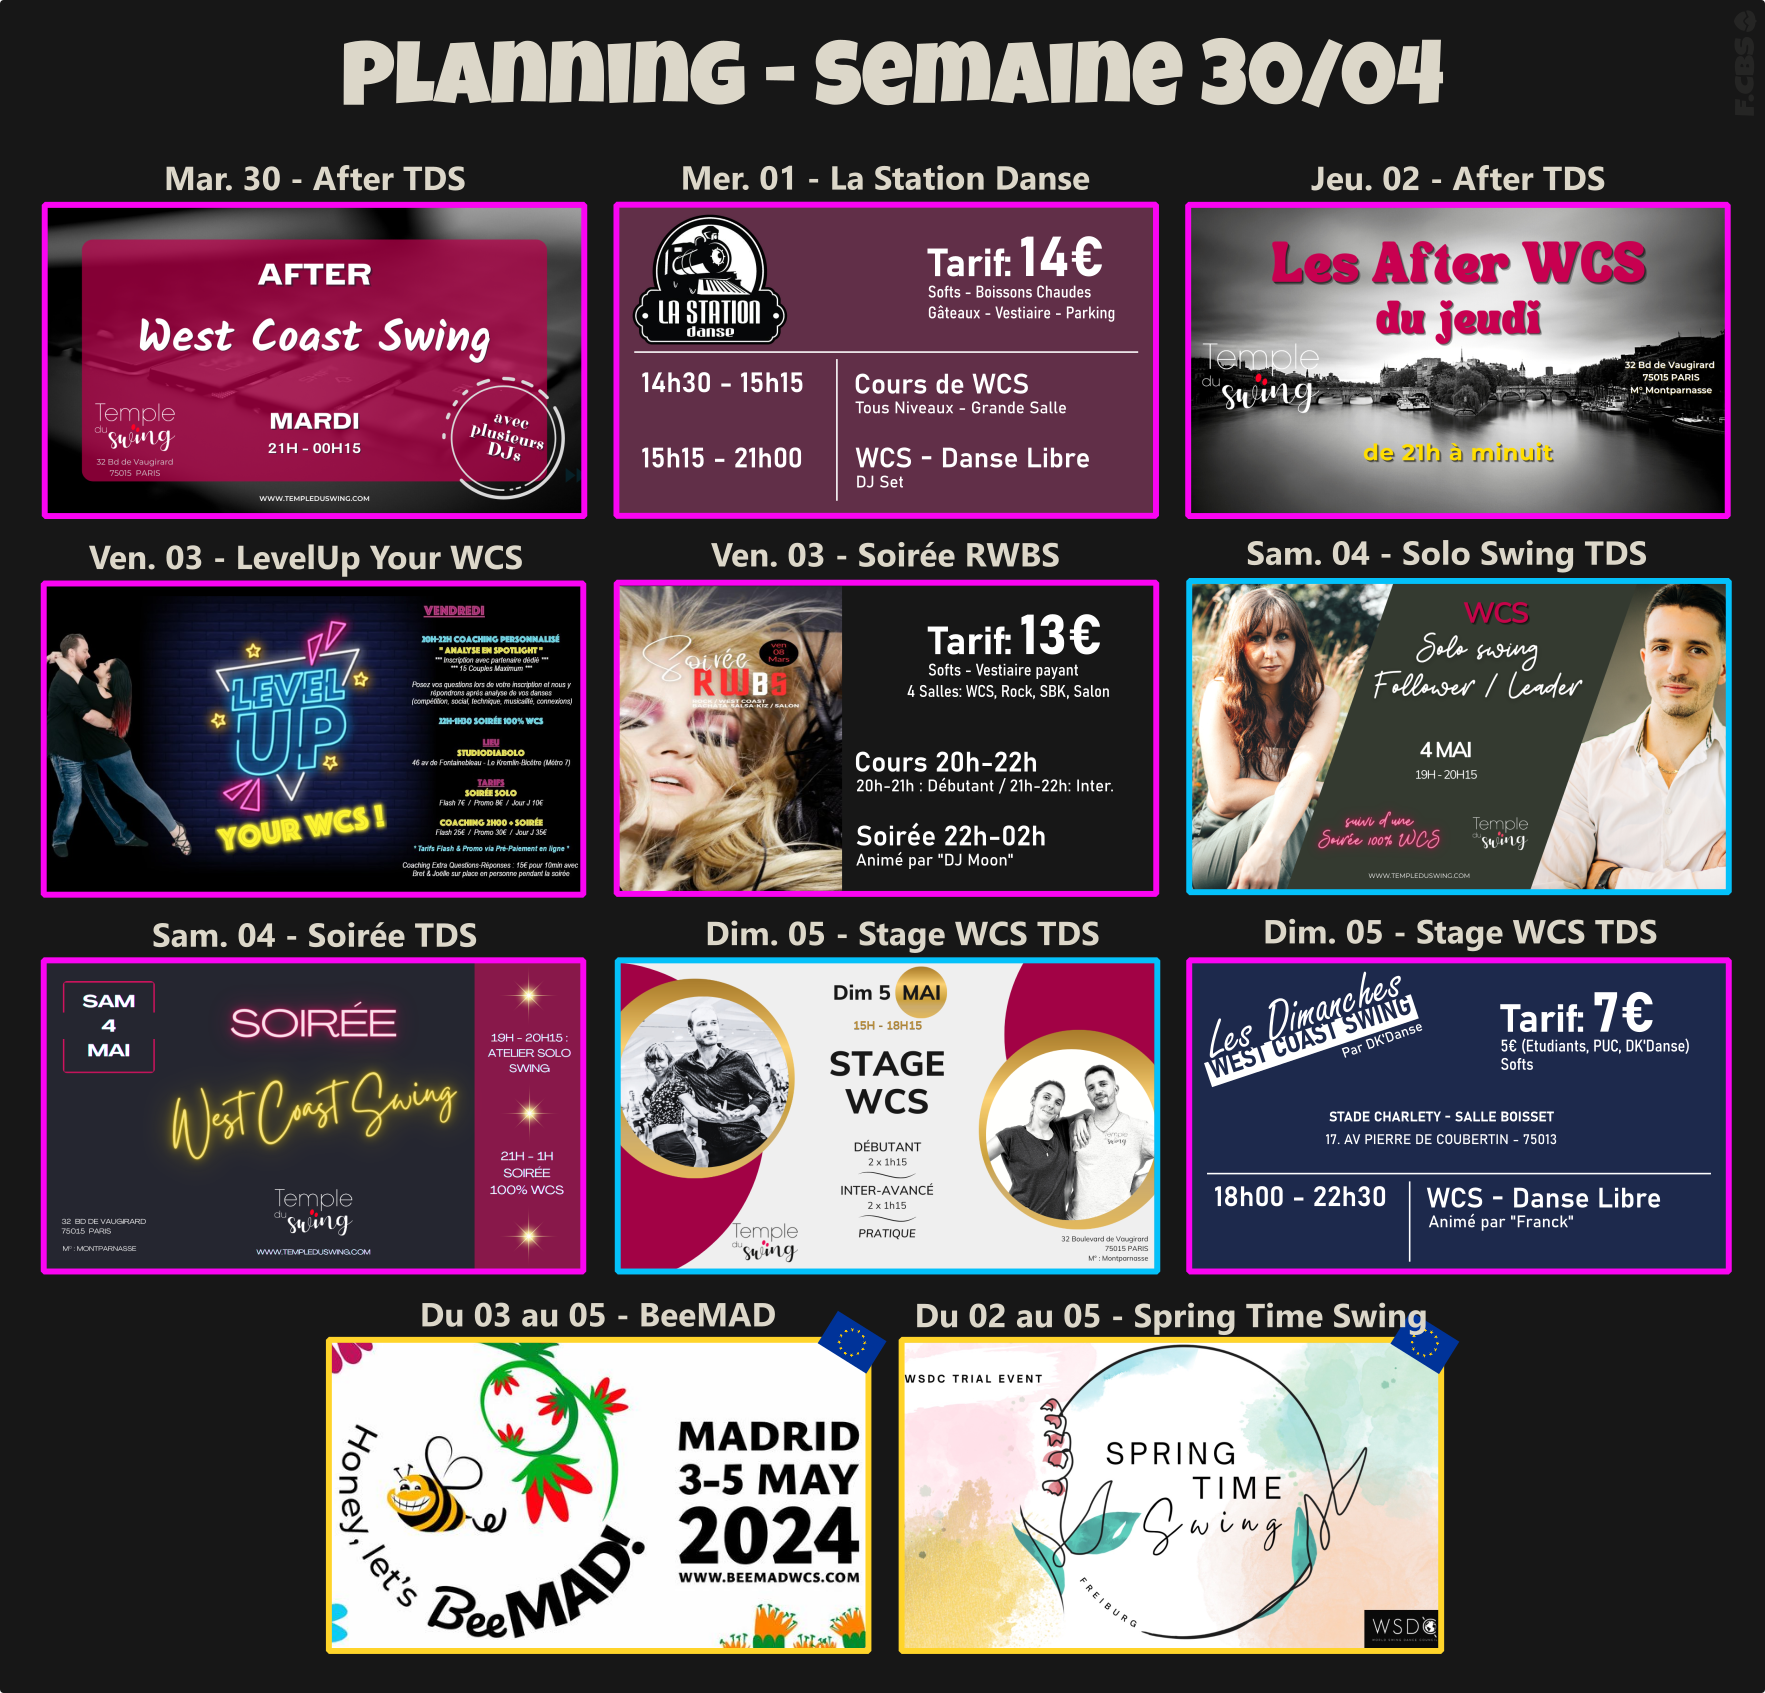 PLANNING - SEMAINE 30/04
F.CBS
Mar. 30 - After TDS
AFTER
West Coast Swing
MARDI
21H - 00H15
Temple
du swing
32 Bd de Vaugirard
75015 PARIS
avec
plusieurs
DJs
WWW.TEMPLEDUSWING.COM
Mer. 01 - La Station Danse
LA STATION
danse
Tarif: 14€
Softs - Boissons Chaudes
Gâteaux - Vestiaire - Parking
14h30 - 15h15
Cours de WCS
Tous Niveaux - Grande Salle
15h15 - 21h00
WCS - Danse Libre
DJ Set
Jeu. 02 - After TDS
Les After WCS
du jeudi
Temple
du swing
32 Bd de Vaugirard
75015 PARIS
M° Montparnasse
de 21h à minuit
Ven. 03 - LevelUp Your WCS
LEVEL
UP
YOUR WCS !
VENDREDI
20H-22H COACHING PERSONNALISÉ
" ANALYSE EN SPOTLIGHT "
*** Inscription avec partenaire dédié ***
*** 15 Couples Maximum ***
Posez vos questions lors de votre inscription et nous y
répondrons après analyse de vos danses
(compétition, social, technique, musicalité, connexions)
22H-1H30 SOIRÉE 100% WCS
LIEU
STUDIODIABOLO
46 av de Fontainebleau - Le Kremlin-Bicêtre (Métro 7)
TARIFS
SOIRÉE SOLO
Flash 7€ / Promo 8€ / Jour J 10€
COACHING 2H00 + SOIRÉE
Flash 25€ / Promo 30€ / Jour J 35€
* Tarifs Flash & Promo via Pré-Paiement en ligne *
Coaching Extra Questions-Réponses : 15€ pour 10min avec
Bret & Joëlle sur place en personne pendant la soirée
Ven. 03 - Soirée RWBS
Soirée
RWBS
ven
08
Mars
ROCK / WEST COAST
BACHATA-SALSA-KIZ / SALON
Tarif: 13€
Softs - Vestiaire payant
4 Salles: WCS, Rock, SBK, Salon
Cours 20h-22h
20h-21h : Débutant / 21h-22h: Inter.
Soirée 22h-02h
Animé par "DJ Moon"
Sam. 04 - Solo Swing TDS
WCS
Solo swing
Follower / Leader
4 MAI
19H - 20H15
suivi d'une
Soirée 100% WCS
Temple
du swing
WWW.TEMPLEDUSWING.COM
Sam. 04 - Soirée TDS
SAM
4
MAI
SOIRÉE
West Coast Swing
19H - 20H15 :
ATELIER SOLO
SWING
21H - 1H
SOIRÉE
100% WCS
Temple
du swing
32 BD DE VAUGIRARD
75015 PARIS
M° : MONTPARNASSE
WWW.TEMPLEDUSWING.COM
Dim. 05 - Stage WCS TDS
Dim 5 MAI
15H - 18H15
STAGE
WCS
DÉBUTANT
2 x 1h15
INTER-AVANCÉ
2 x 1h15
PRATIQUE
Temple
du swing
Temple
swing
32 Boulevard de Vaugirard
75015 PARIS
M° : Montparnasse
Dim. 05 - Stage WCS TDS
Les Dimanches
WEST COAST SWING
Par DK'Danse
Tarif: 7€
5€ (Etudiants, PUC, DK'Danse)
Softs
STADE CHARLETY - SALLE BOISSET
17. AV PIERRE DE COUBERTIN - 75013
18h00 - 22h30
WCS - Danse Libre
Animé par "Franck"
Du 03 au 05 - BeeMAD
Honey, let's
BeeMAD!
MADRID
3-5 MAY
2024
WWW.BEEMADWCS.COM
Du 02 au 05 - Spring Time Swing
WSDC TRIAL EVENT
SPRING
TIME
Swing
FREIBURG
WSDC
WORLD SWING DANCE COUNCIL